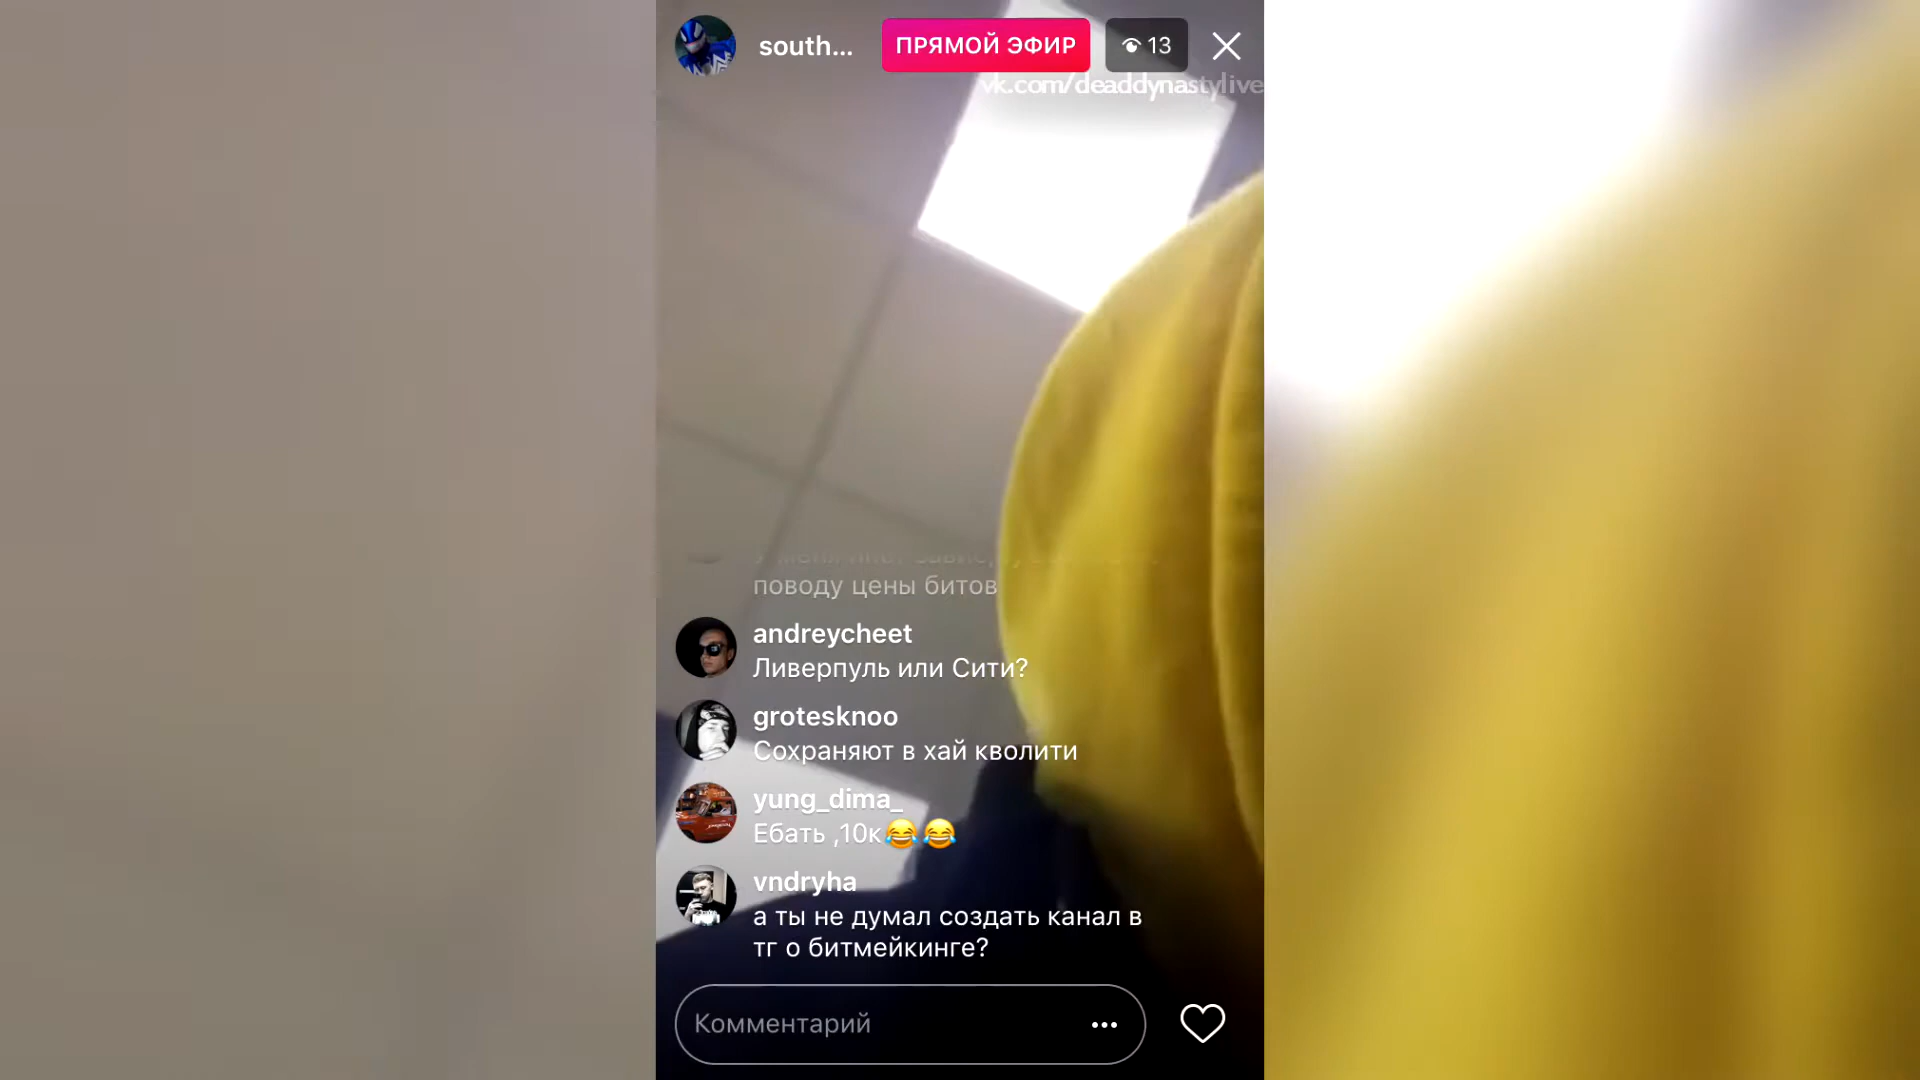 south...
ПРЯМОЙ ЭФИР
13
vk.com/deaddynastylive
поводу цены битов
andreycheet
Ливерпуль или Сити?
grotesknoo
Сохраняют в хай кволити
yung_dima_
Ебать ,10к😂😂
vndryha
а ты не думал создать канал в
тг о битмейкинге?
Комментарий